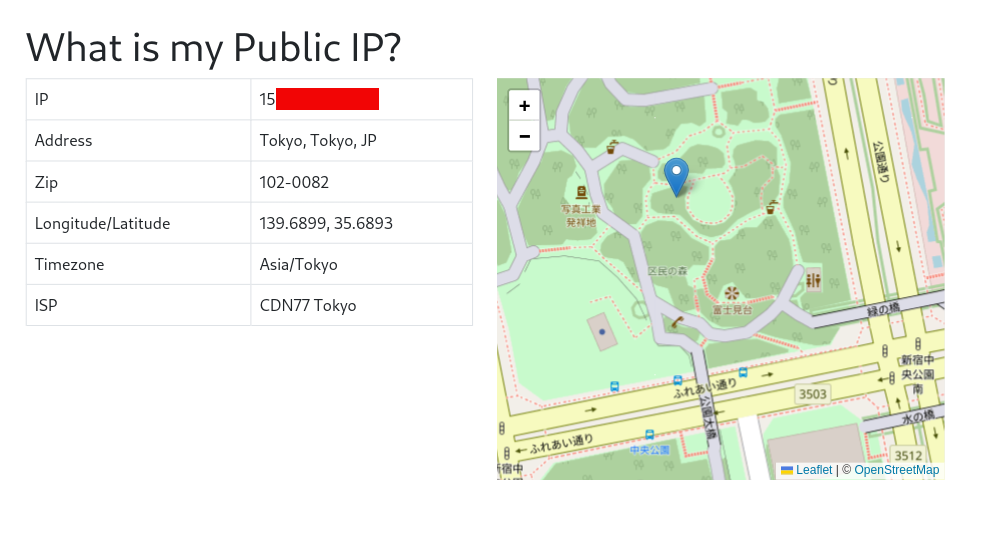 What is my Public IP?
IP 15
Address Tokyo, Tokyo, JP
Zip 102-0082
Longitude/Latitude 139.6899, 35.6893
Timezone Asia/Tokyo
ISP CDN77 Tokyo
+
−
公園通り
写真工業
発祥地
区民の森
富士見台
緑の橋
新宿中
央公園
南
ふれあい通り
3503
公園大橋
水の橋
ふれあい通り
中央公園
3512
新宿中
Leaflet | © OpenStreetMap